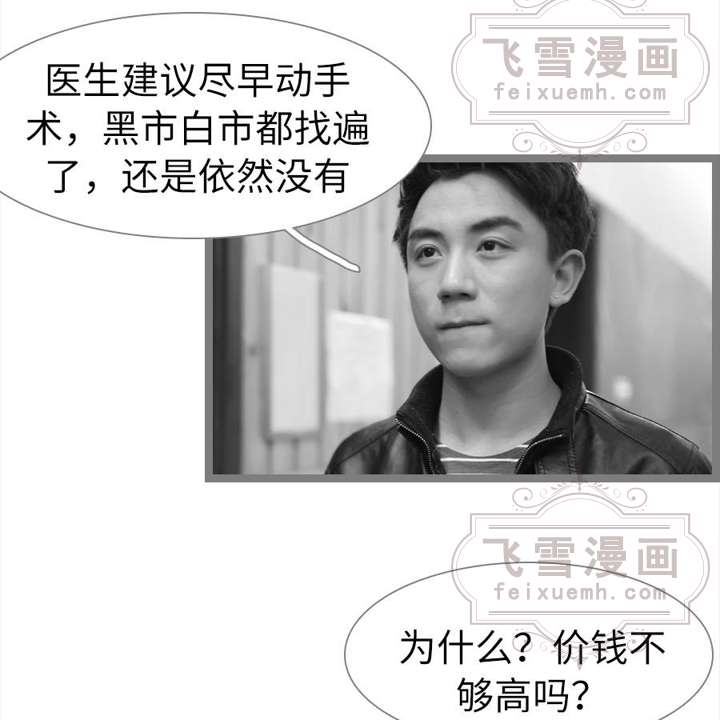 飞雪漫画
feixuemh.com
医生建议尽早动手
术，黑市白市都找遍
了，还是依然没有
飞雪漫画
feixuemh.com
为什么？价钱不
够高吗？